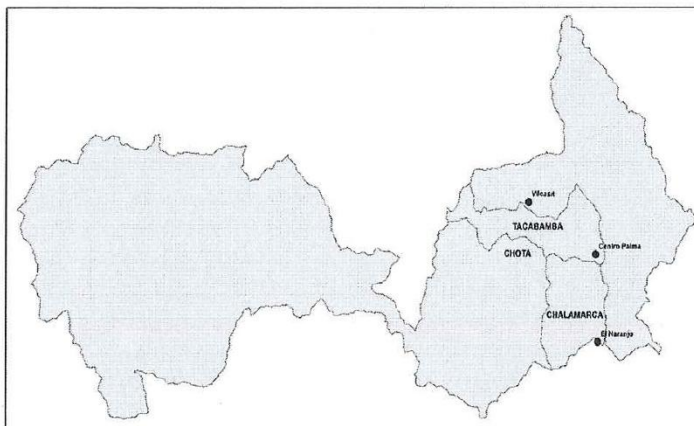 Vilcasit
TACABAMBA
Centro Palma
CHOTA
CHALAMARCA
El Naranjo